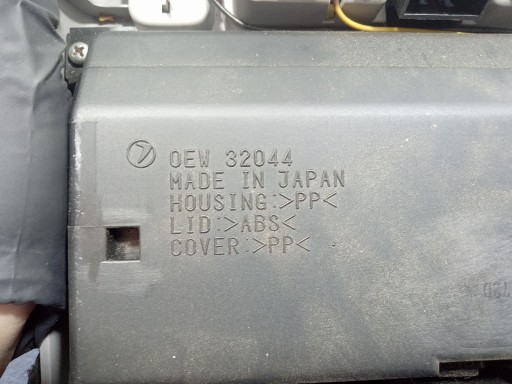 OEW 32044
MADE IN JAPAN
HOUSING:>PP<
LID:>ABS<
COVER:>PP<